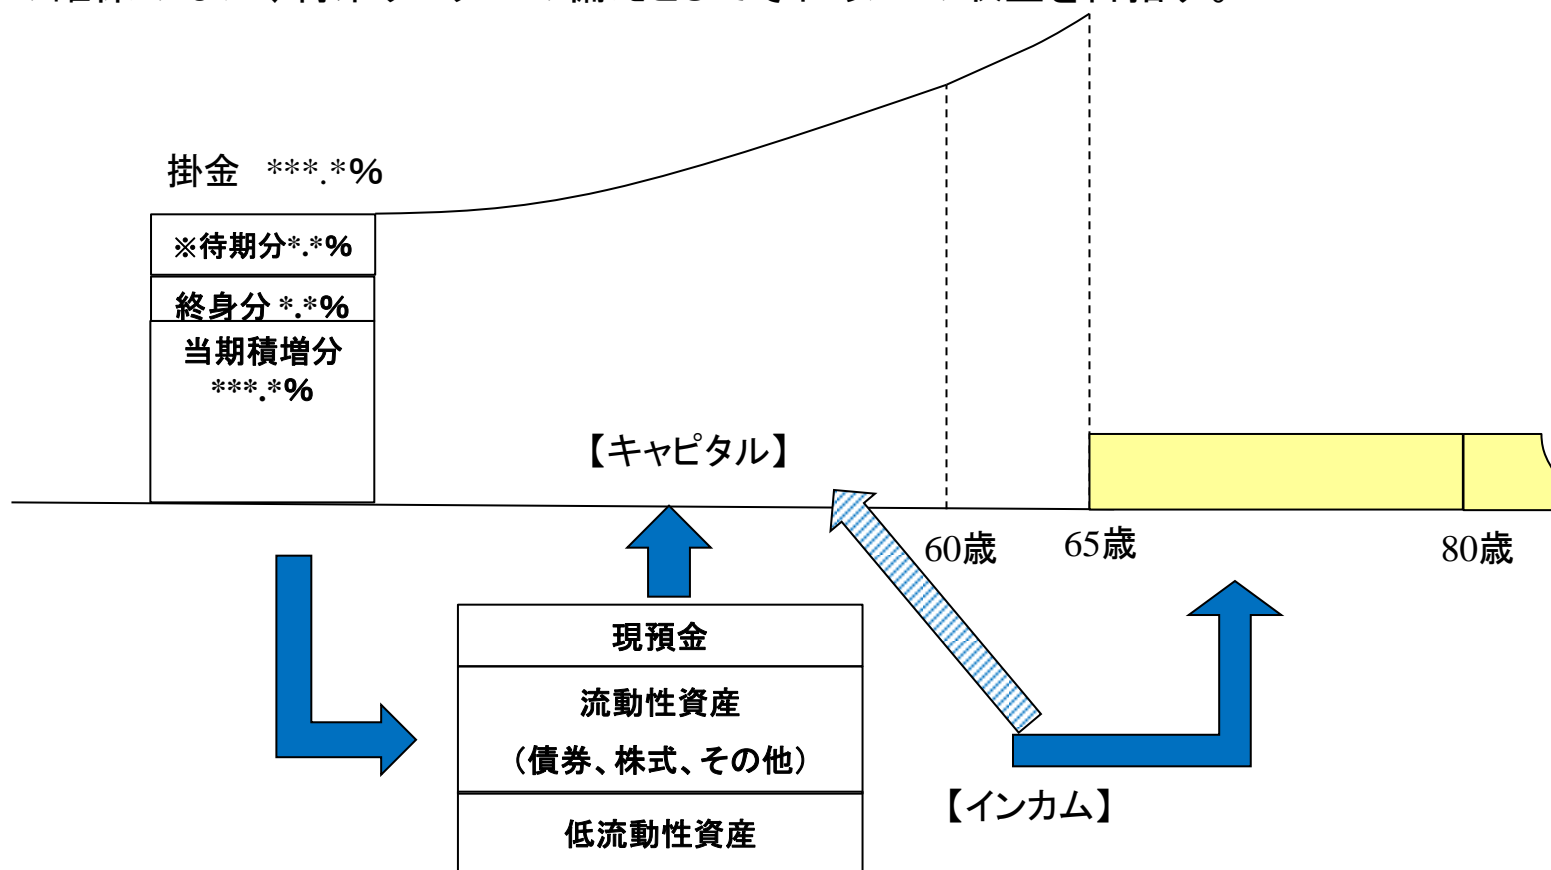 掛金 ***.*%
※待期分*.*%
終身分 *.*%
当期積増分
***.*%
【キャピタル】
60歳
65歳
80歳
現預金
流動性資産
（債券、株式、その他）
低流動性資産
【インカム】